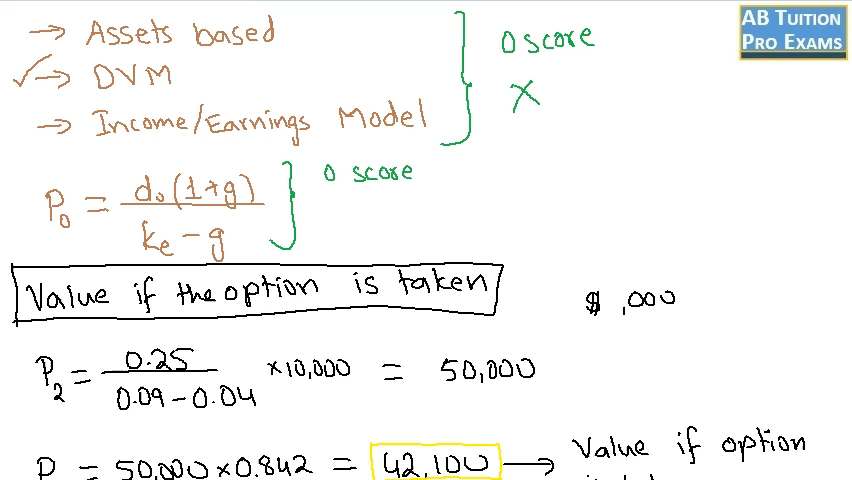 AB TUITION
PRO EXAMS
→ Assets based
✓→ DVM
→ Income/Earnings Model
0 score
X
P₀ = d₀(1+g) / ke - g
0 score
Value if the option is taken
$ ,000
P₂ = 0.25 / 0.09-0.04 ×10,000 = 50,000
P = 50,000 × 0.842 = 42,100 → Value if option